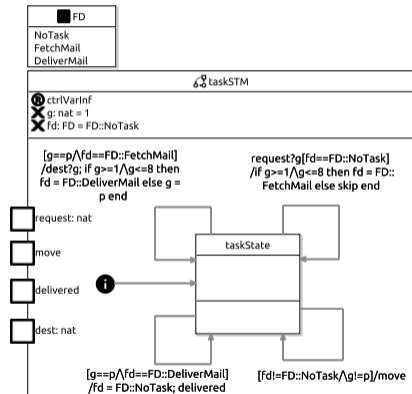 FD
NoTask
FetchMail
DeliverMail
taskSTM
R ctrlVarInf
X g: nat = 1
X fd: FD = FD::NoTask
[g==p/\fd==FD::FetchMail]
/dest?g; if g>=1/\g<=8 then
fd = FD::DeliverMail else g =
p end
request?g[fd==FD::NoTask]
/if g>=1/\g<=8 then fd = FD::
FetchMail else skip end
request: nat
move
delivered
dest: nat
i
taskState
[g==p/\fd==FD::DeliverMail]
/fd = FD::NoTask; delivered
[fd!=FD::NoTask/\g!=p]/move